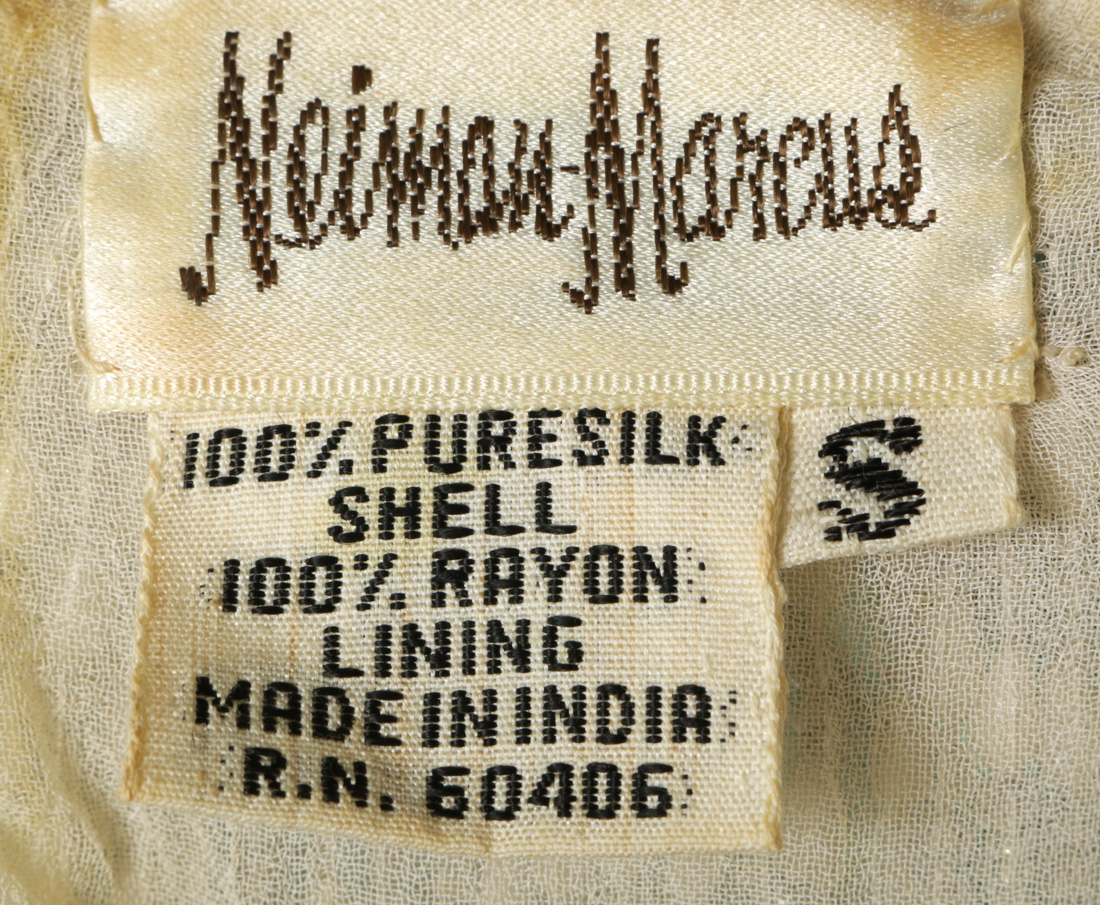 Neiman-Marcus
100% PURE SILK
SHELL
100% RAYON
LINING
MADE IN INDIA
R.N. 60406
S